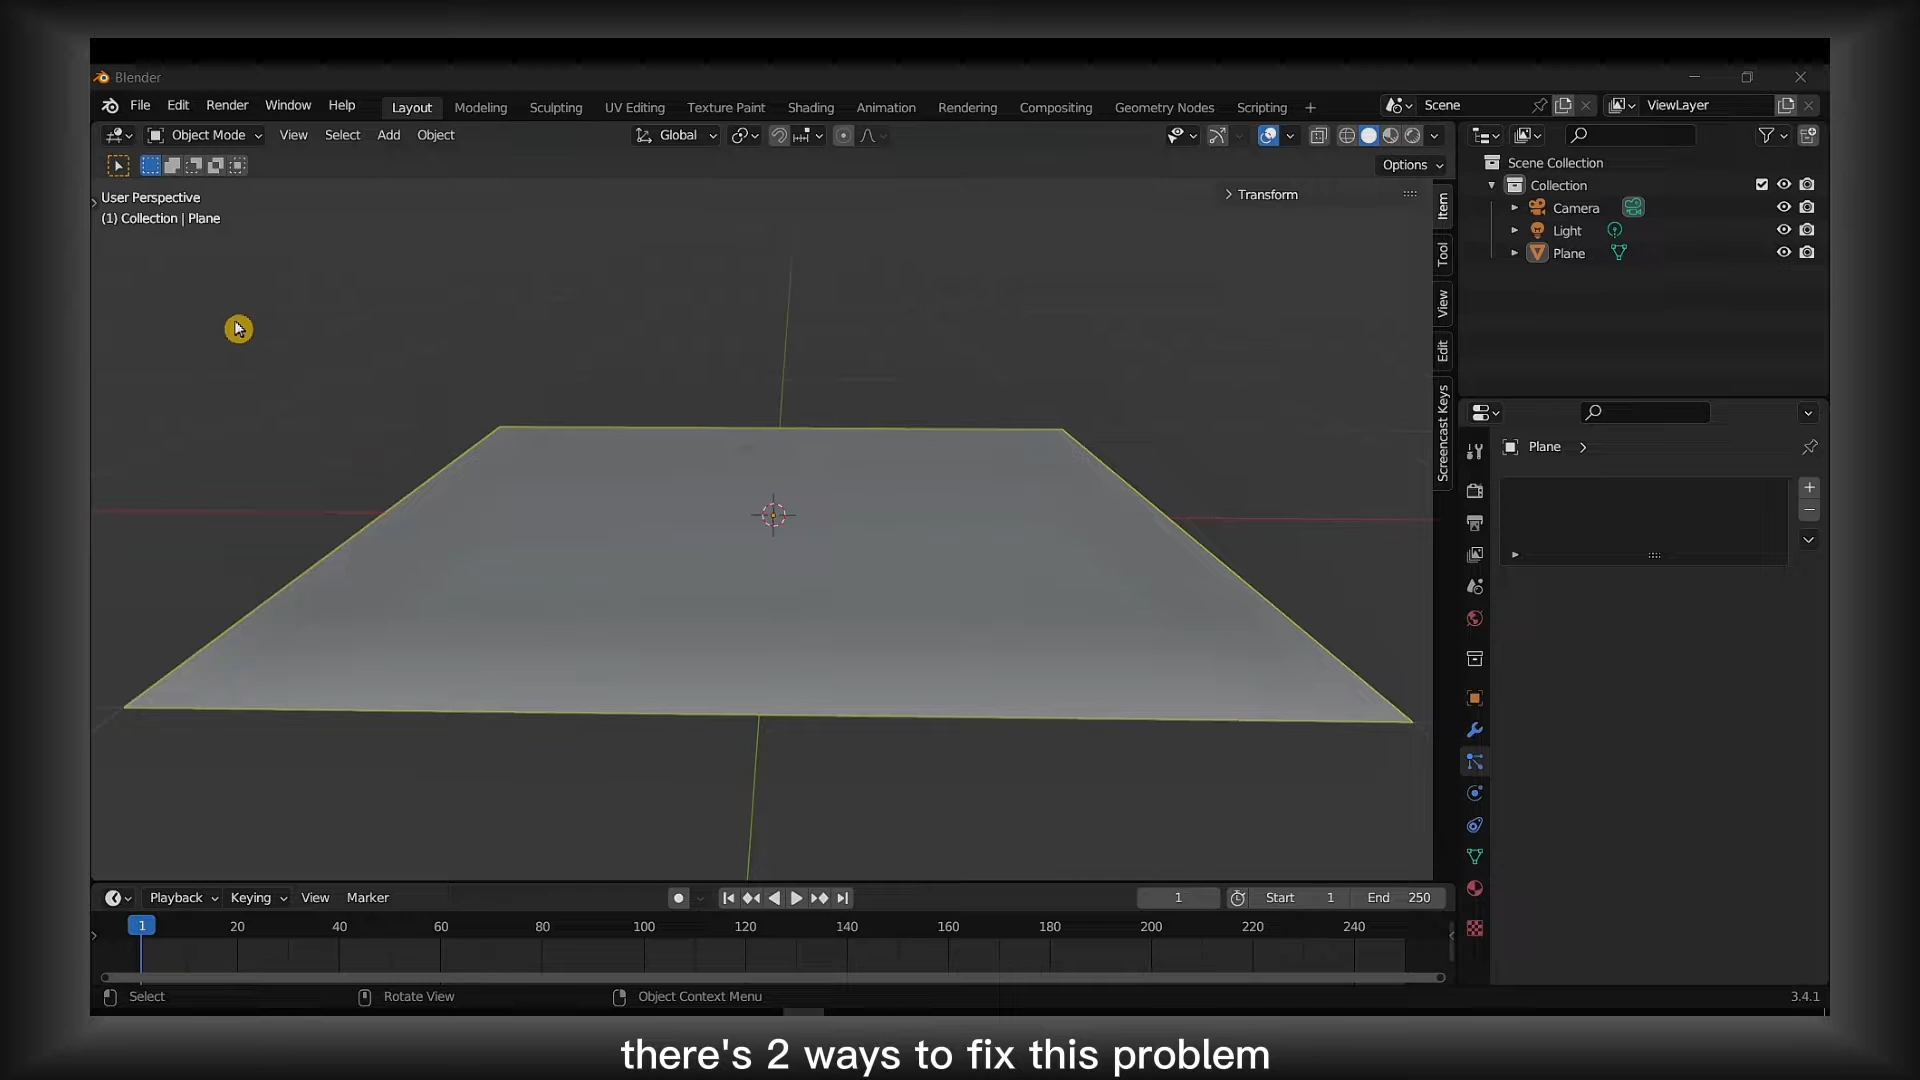 Blender
File Edit Render Window Help Layout Modeling Sculpting UV Editing Texture Paint Shading Animation Rendering Compositing Geometry Nodes Scripting + Scene ViewLayer
Object Mode View Select Add Object Global
Options
User Perspective
(1) Collection | Plane
Transform
Item
Tool
View
Edit
Screencast Keys
Scene Collection
Collection
Camera
Light
Plane
Plane
Playback Keying View Marker 1 Start 1 End 250
1 20 40 60 80 100 120 140 160 180 200 220 240
Select Rotate View Object Context Menu 3.4.1
there's 2 ways to fix this problem